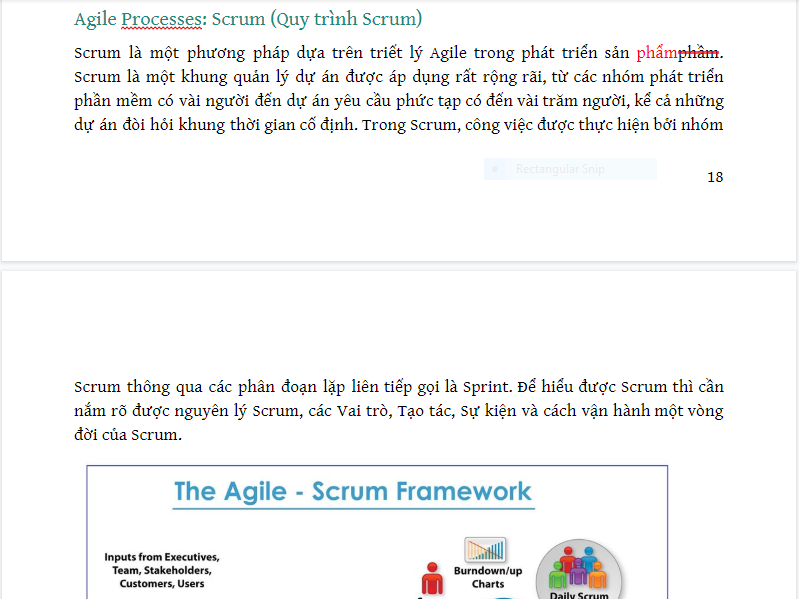 Agile Processes: Scrum (Quy trình Scrum)
Scrum là một phương pháp dựa trên triết lý Agile trong phát triển sản phẩmphầm.
Scrum là một khung quản lý dự án được áp dụng rất rộng rãi, từ các nhóm phát triển
phần mềm có vài người đến dự án yêu cầu phức tạp có đến vài trăm người, kể cả những
dự án đòi hỏi khung thời gian cố định. Trong Scrum, công việc được thực hiện bởi nhóm
Rectangular Snip
18
Scrum thông qua các phân đoạn lặp liên tiếp gọi là Sprint. Để hiểu được Scrum thì cần
nắm rõ được nguyên lý Scrum, các Vai trò, Tạo tác, Sự kiện và cách vận hành một vòng
đời của Scrum.
The Agile - Scrum Framework
Inputs from Executives,
Team, Stakeholders,
Customers, Users
Burndown/up
Charts
Daily Scrum